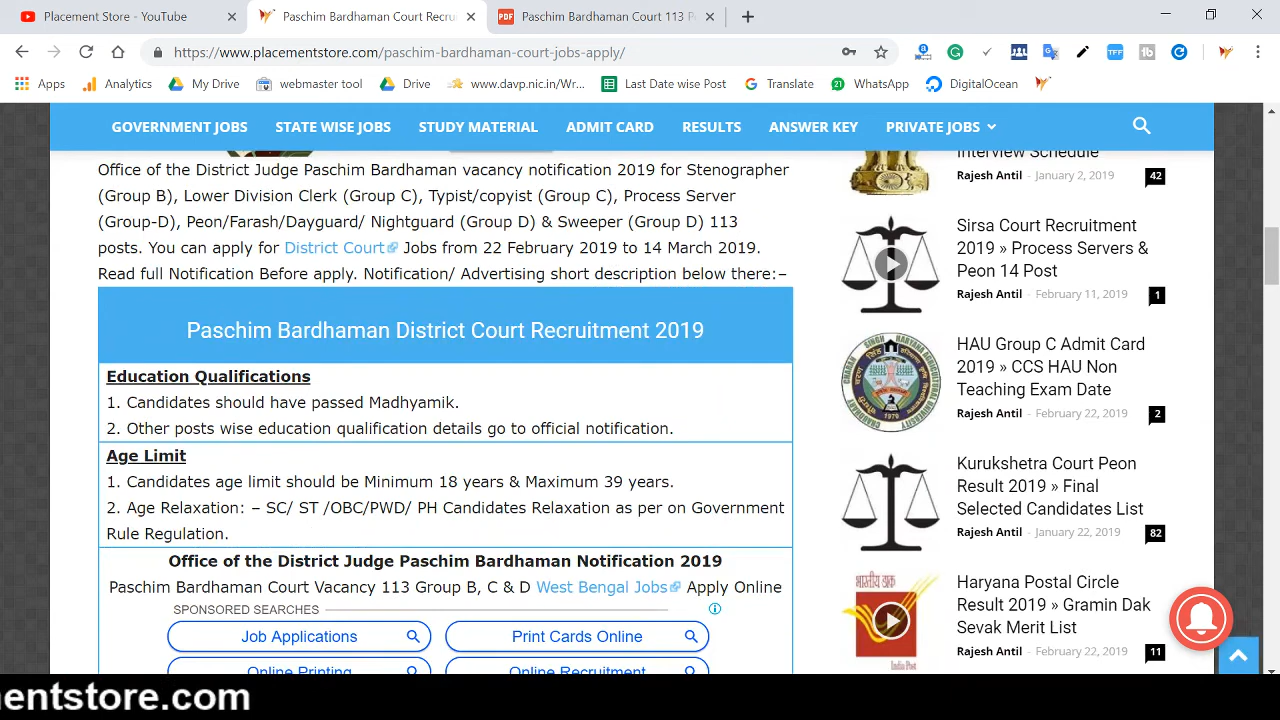 Placement Store - YouTube
Paschim Bardhaman Court Recru
Paschim Bardhaman Court 113 P
https://www.placementstore.com/paschim-bardhaman-court-jobs-apply/
Apps
Analytics
My Drive
webmaster tool
Drive
www.davp.nic.in/Wr...
Last Date wise Post
Translate
21 WhatsApp
DigitalOcean
GOVERNMENT JOBS
STATE WISE JOBS
STUDY MATERIAL
ADMIT CARD
RESULTS
ANSWER KEY
PRIVATE JOBS
Office of the District Judge Paschim Bardhaman vacancy notification 2019 for Stenographer
(Group B), Lower Division Clerk (Group C), Typist/copyist (Group C), Process Server
(Group-D), Peon/Farash/Dayguard/ Nightguard (Group D) & Sweeper (Group D) 113
posts. You can apply for District Court Jobs from 22 February 2019 to 14 March 2019.
Read full Notification Before apply. Notification/ Advertising short description below there:–
Paschim Bardhaman District Court Recruitment 2019
Education Qualifications
1. Candidates should have passed Madhyamik.
2. Other posts wise education qualification details go to official notification.
Age Limit
1. Candidates age limit should be Minimum 18 years & Maximum 39 years.
2. Age Relaxation: – SC/ ST /OBC/PWD/ PH Candidates Relaxation as per on Government
Rule Regulation.
Office of the District Judge Paschim Bardhaman Notification 2019
Paschim Bardhaman Court Vacancy 113 Group B, C & D West Bengal Jobs Apply Online
SPONSORED SEARCHES
Job Applications
Print Cards Online
Online Printing
Online Recruitment
Interview Schedule
Rajesh Antil - January 2, 2019 42
Sirsa Court Recruitment
2019 » Process Servers &
Peon 14 Post
Rajesh Antil - February 11, 2019 1
HAU Group C Admit Card
2019 » CCS HAU Non
Teaching Exam Date
Rajesh Antil - February 22, 2019 2
Kurukshetra Court Peon
Result 2019 » Final
Selected Candidates List
Rajesh Antil - January 22, 2019 82
Haryana Postal Circle
Result 2019 » Gramin Dak
Sevak Merit List
Rajesh Antil - February 22, 2019 11
mentstore.com